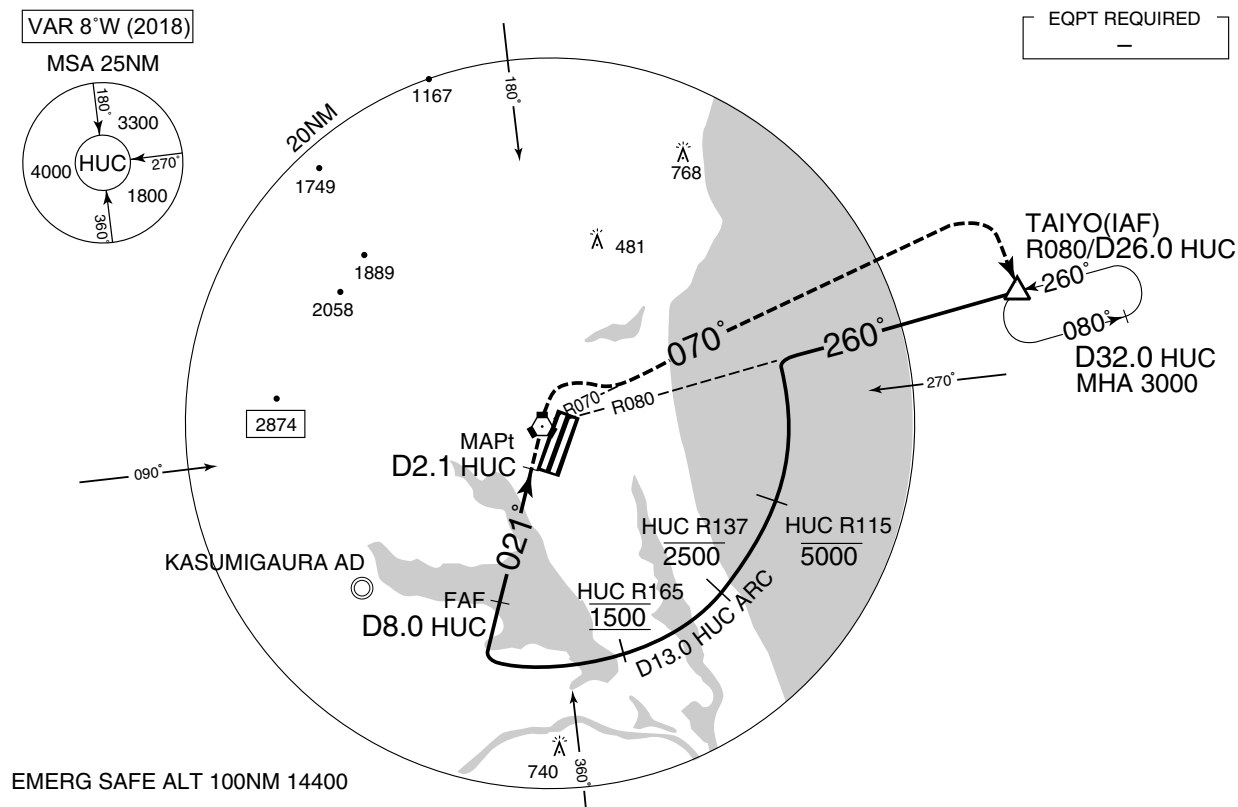 VAR 8°W (2018)
MSA 25NM
180°
3300
HUC
4000
270°
1800
360°
EQPT REQUIRED
–
1167
180°
20NM
768
1749
481
TAIYO(IAF)
R080/D26.0 HUC
260°
1889
2058
080°
D32.0 HUC
MHA 3000
070°
260°
270°
R070
R080
2874
MAPt
D2.1 HUC
090°
021°
HUC R137
2500
HUC R115
5000
KASUMIGAURA AD
FAF
D8.0 HUC
HUC R165
1500
D13.0 HUC ARC
740
360°
EMERG SAFE ALT 100NM 14400